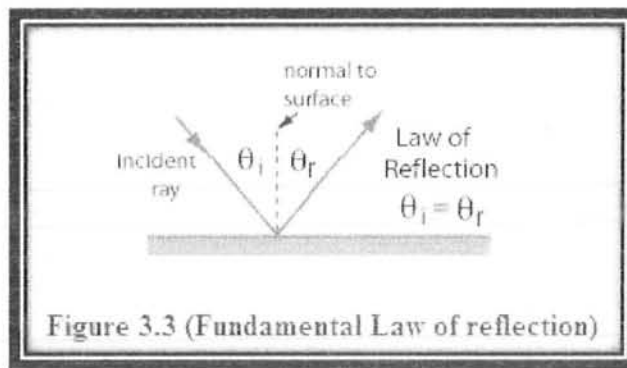 normal to
surface
incident
ray
θi θr
Law of
Reflection
θi = θr
Figure 3.3 (Fundamental Law of reflection)